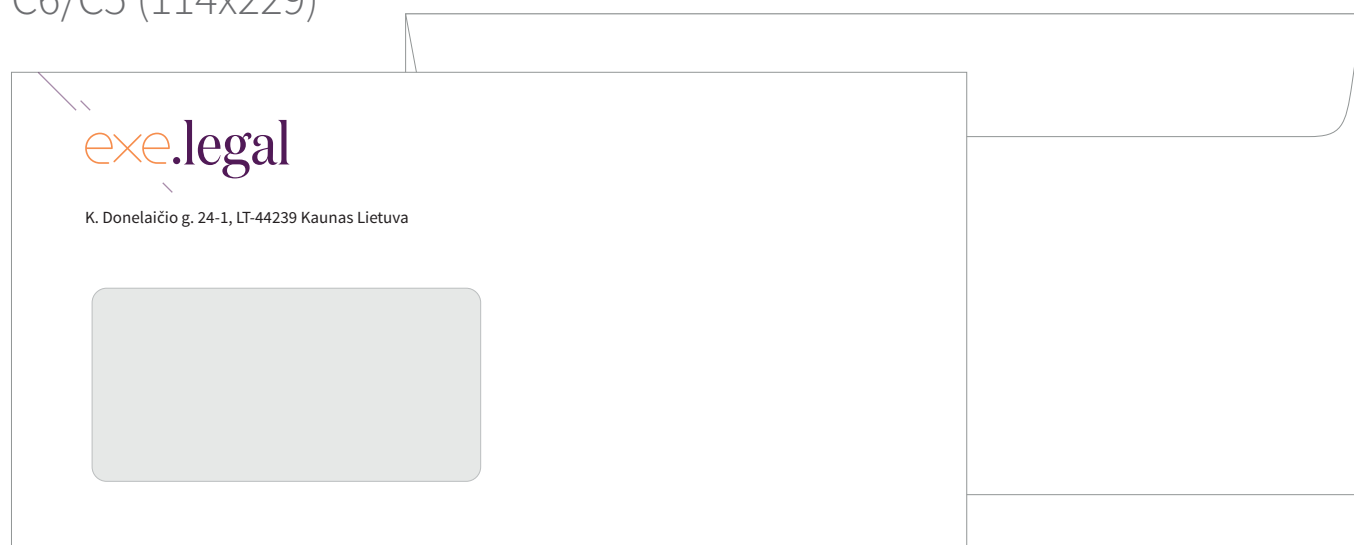 C6/C5 (114x229)
exe.legal
K. Donelaičio g. 24-1, LT-44239 Kaunas Lietuva